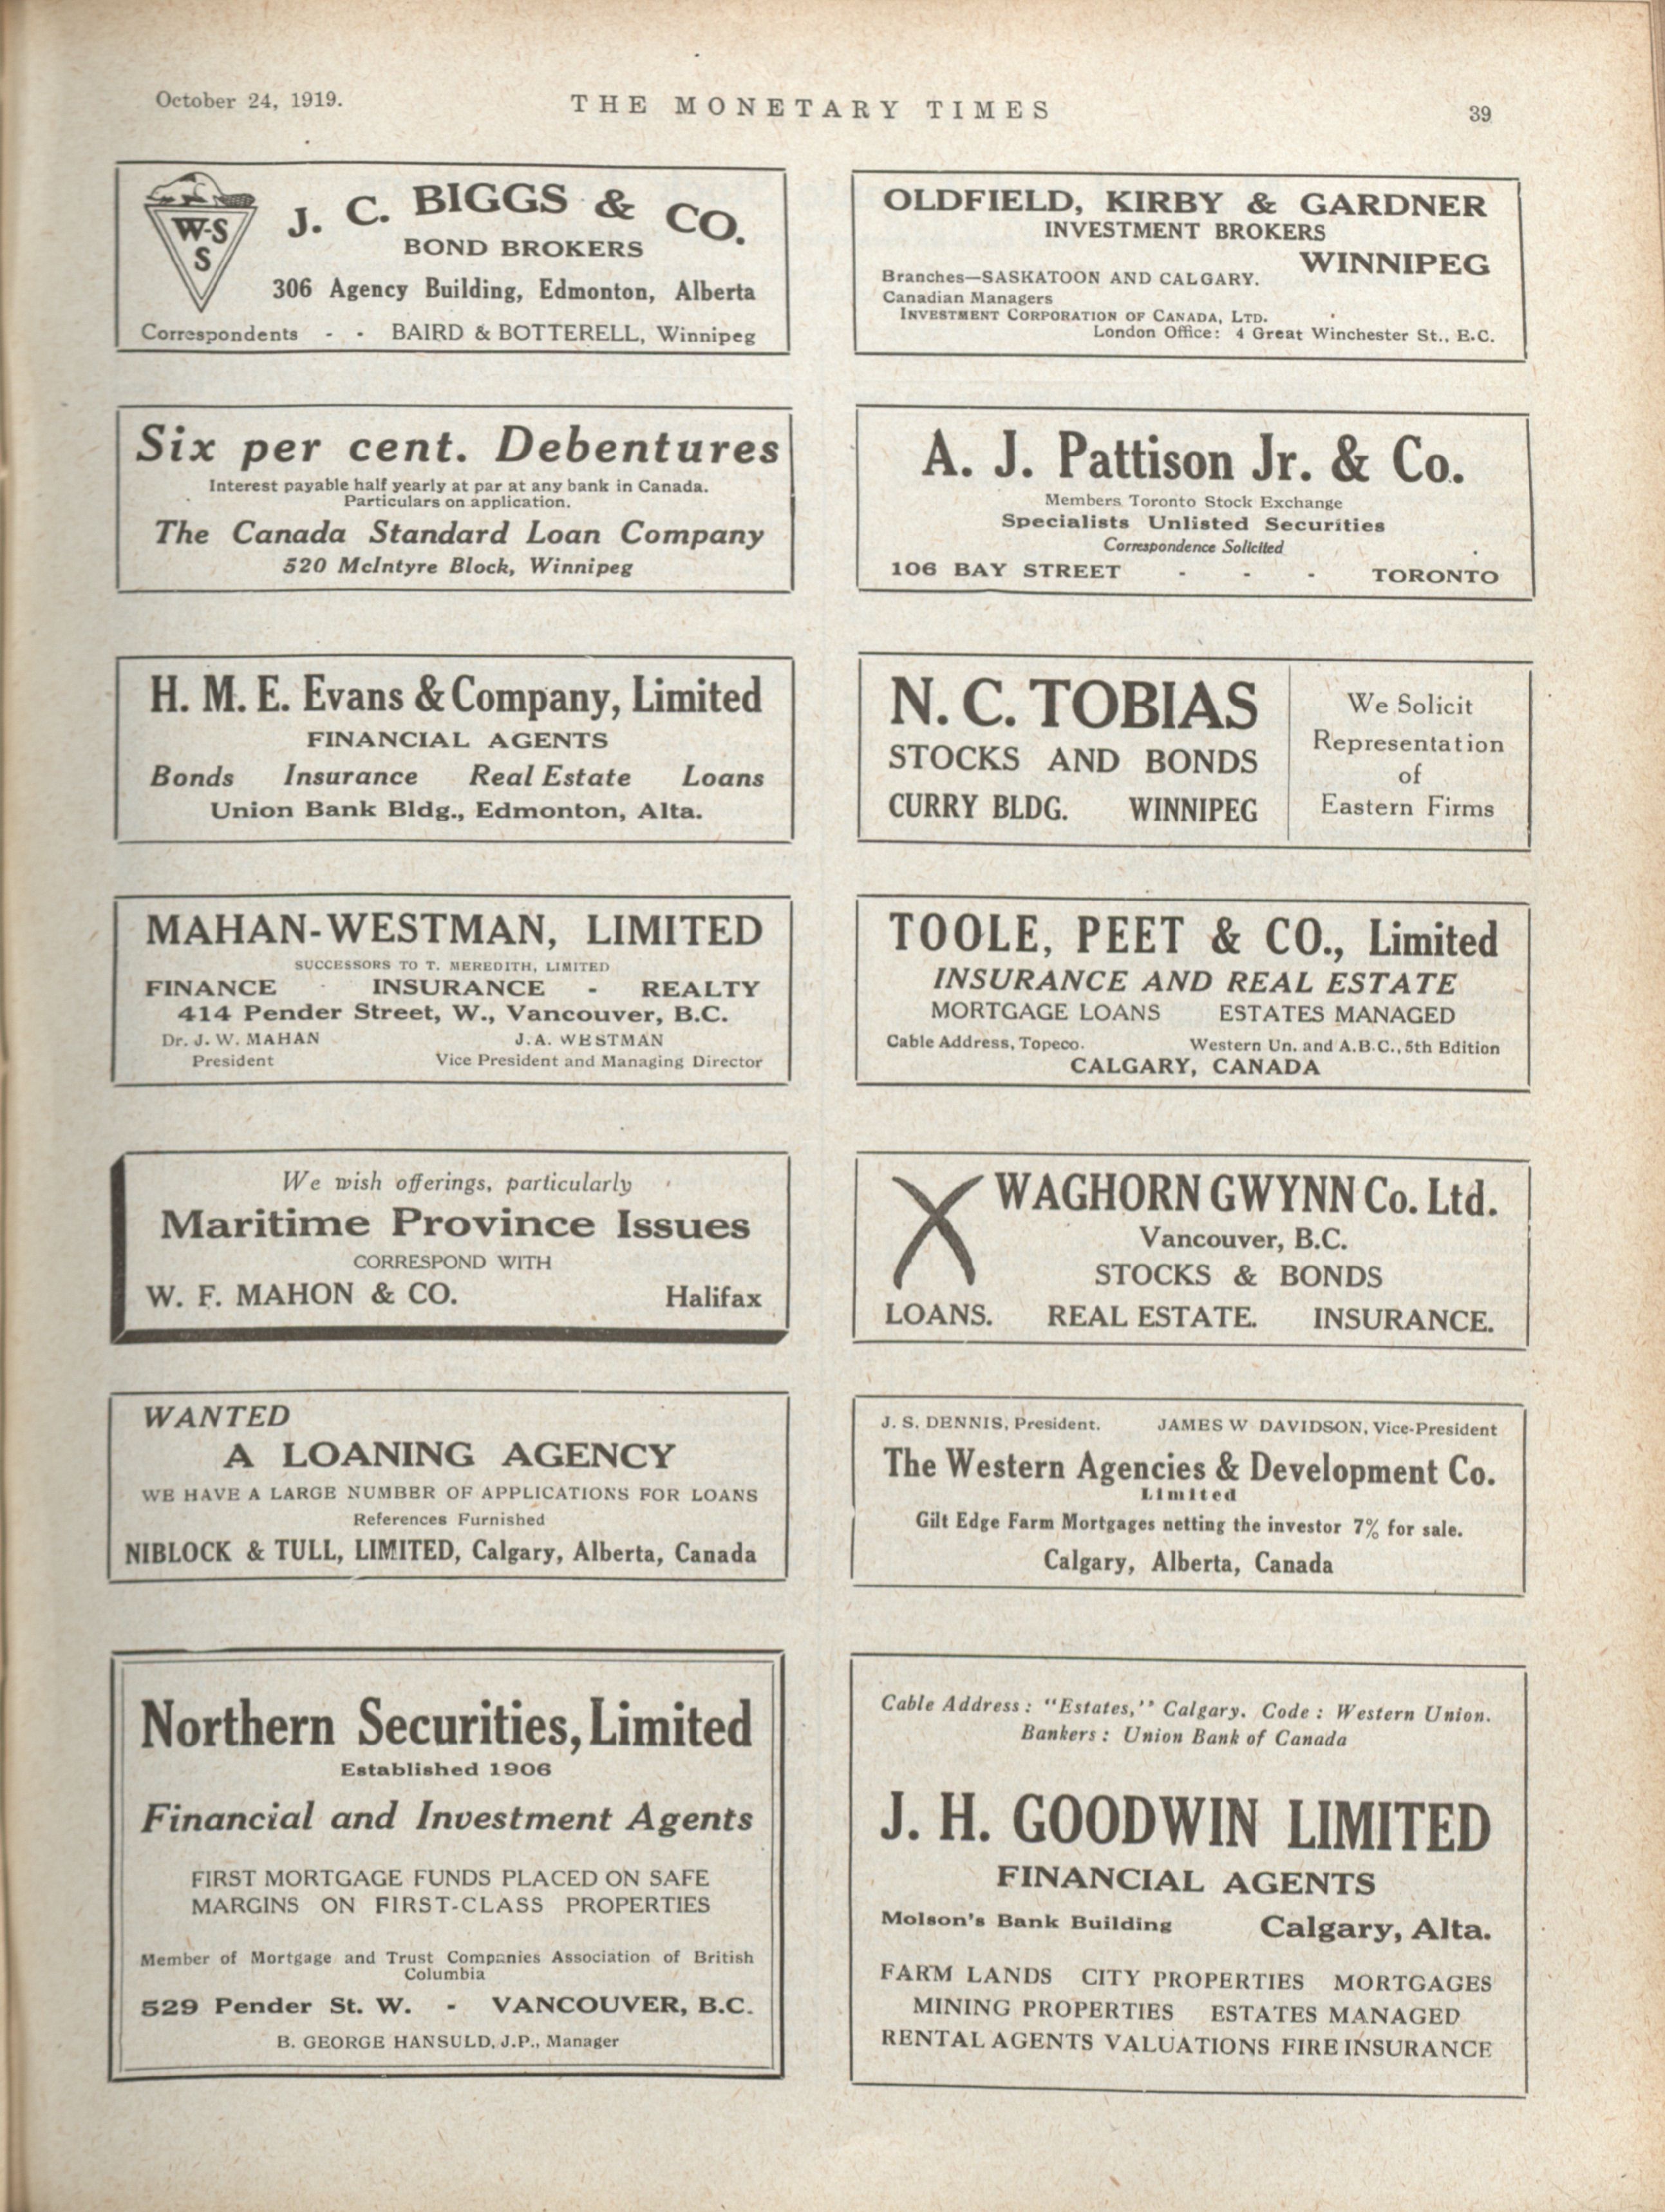 October 24, 1919.
THE MONETARY TIMES
39
W-S
S
J. C. BIGGS & CO.
BOND BROKERS
306 Agency Building, Edmonton, Alberta
Correspondents - - BAIRD & BOTTERELL, Winnipeg
Six per cent. Debentures
Interest payable half yearly at par at any bank in Canada.
Particulars on application.
The Canada Standard Loan Company
520 McIntyre Block, Winnipeg
H. M. E. Evans & Company, Limited
FINANCIAL AGENTS
Bonds Insurance Real Estate Loans
Union Bank Bldg., Edmonton, Alta.
MAHAN-WESTMAN, LIMITED
SUCCESSORS TO T. MEREDITH, LIMITED
FINANCE - INSURANCE - REALTY
414 Pender Street, W., Vancouver, B.C.
Dr. J. W. MAHAN J. A. WESTMAN
President Vice President and Managing Director
We wish offerings, particularly
Maritime Province Issues
CORRESPOND WITH
W. F. MAHON & CO. Halifax
WANTED
A LOANING AGENCY
WE HAVE A LARGE NUMBER OF APPLICATIONS FOR LOANS
References Furnished
NIBLOCK & TULL, LIMITED, Calgary, Alberta, Canada
Northern Securities, Limited
Established 1906
Financial and Investment Agents
FIRST MORTGAGE FUNDS PLACED ON SAFE
MARGINS ON FIRST-CLASS PROPERTIES
Member of Mortgage and Trust Companies Association of British
Columbia
529 Pender St. W. - VANCOUVER, B.C.
B. GEORGE HANSULD, J.P., Manager
OLDFIELD, KIRBY & GARDNER
INVESTMENT BROKERS
WINNIPEG
Branches—SASKATOON AND CALGARY.
Canadian Managers
INVESTMENT CORPORATION OF CANADA, LTD.
London Office: 4 Great Winchester St., E.C.
A. J. Pattison Jr. & Co.
Members Toronto Stock Exchange
Specialists Unlisted Securities
Correspondence Solicited
106 BAY STREET - - - TORONTO
N. C. TOBIAS
STOCKS AND BONDS
CURRY BLDG. WINNIPEG
We Solicit
Representation
of
Eastern Firms
TOOLE, PEET & CO., Limited
INSURANCE AND REAL ESTATE
MORTGAGE LOANS ESTATES MANAGED
Cable Address, Topeco. Western Un. and A.B.C., 5th Edition
CALGARY, CANADA
X WAGHORN GWYNN Co. Ltd.
Vancouver, B.C.
STOCKS & BONDS
LOANS. REAL ESTATE. INSURANCE.
J. S. DENNIS, President. JAMES W DAVIDSON, Vice-President
The Western Agencies & Development Co.
Limited
Gilt Edge Farm Mortgages netting the investor 7% for sale.
Calgary, Alberta, Canada
Cable Address: "Estates," Calgary. Code: Western Union.
Bankers: Union Bank of Canada
J. H. GOODWIN LIMITED
FINANCIAL AGENTS
Molson's Bank Building Calgary, Alta.
FARM LANDS CITY PROPERTIES MORTGAGES
MINING PROPERTIES ESTATES MANAGED
RENTAL AGENTS VALUATIONS FIRE INSURANCE